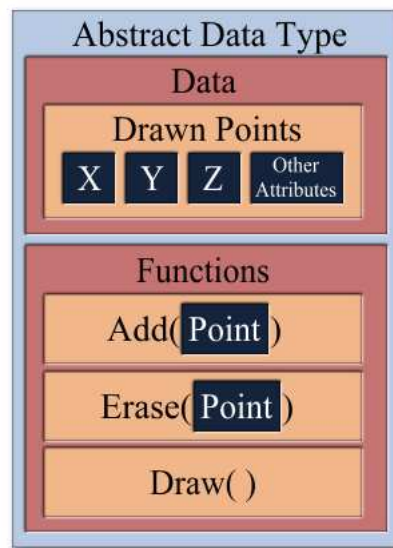 Abstract Data Type
Data
Drawn Points
X Y Z Other Attributes
Functions
Add(Point)
Erase(Point)
Draw( )